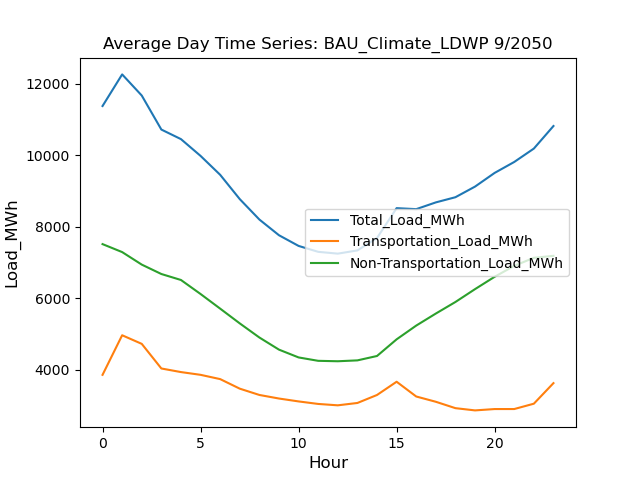 Average Day Time Series: BAU_Climate_LDWP 9/2050
Load_MWh
12000
10000
8000
6000
4000
Total_Load_MWh
Transportation_Load_MWh
Non-Transportation_Load_MWh
0 5 10 15 20
Hour